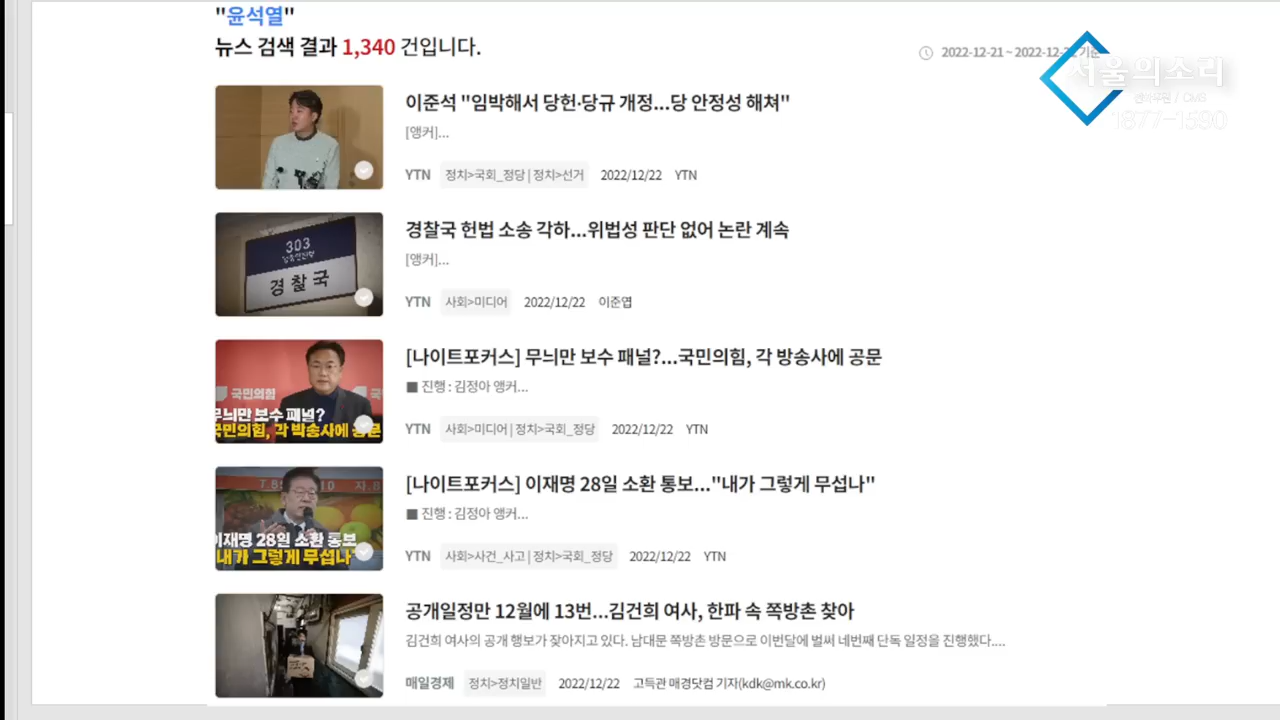 "윤석열"
뉴스 검색 결과 1,340 건입니다.
2022-12-21 ~ 2022-12-
서울의소리
1877-1590
이준석 "임박해서 당헌·당규 개정...당 안정성 해쳐"
[앵커]...
YTN 정치>국회_정당 | 정치>선거 2022/12/22 YTN
303
경찰국
경찰국 헌법 소송 각하...위법성 판단 없어 논란 계속
[앵커]...
YTN 사회>미디어 2022/12/22 이준엽
국민의힘
무늬만 보수 패널?
국민의힘, 각 방송사에 공문
[나이트포커스] 무늬만 보수 패널?...국민의힘, 각 방송사에 공문
■ 진행 : 김정아 앵커...
YTN 사회>미디어 | 정치>국회_정당 2022/12/22 YTN
이재명 28일 소환 통보
"내가 그렇게 무섭나"
[나이트포커스] 이재명 28일 소환 통보..."내가 그렇게 무섭나"
■ 진행 : 김정아 앵커...
YTN 사회>사건_사고 | 정치>국회_정당 2022/12/22 YTN
공개일정만 12월에 13번...김건희 여사, 한파 속 쪽방촌 찾아
김건희 여사의 공개 행보가 잦아지고 있다. 남대문 쪽방촌 방문으로 이번달에 벌써 네번째 단독 일정을 진행했다....
매일경제 정치>정치일반 2022/12/22 고득관 매경닷컴 기자(kdk@mk.co.kr)